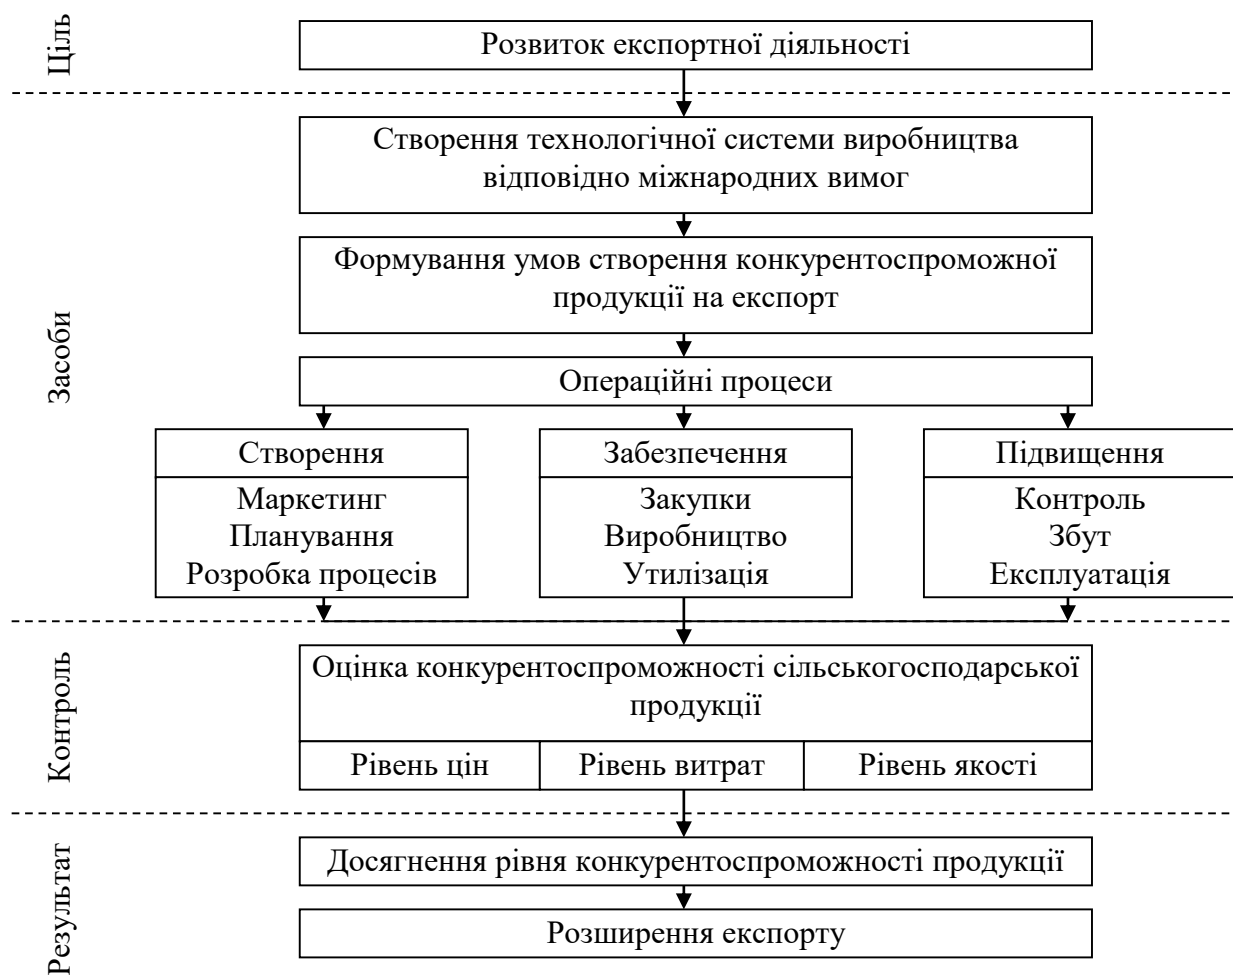 Ціль
Розвиток експортної діяльності
Засоби
Створення технологічної системи виробництва
відповідно міжнародних вимог
Формування умов створення конкурентоспроможної
продукції на експорт
Операційні процеси
Створення
Маркетинг
Планування
Розробка процесів
Забезпечення
Закупки
Виробництво
Утилізація
Підвищення
Контроль
Збут
Експлуатація
Контроль
Оцінка конкурентоспроможності сільськогосподарської
продукції
Рівень цін
Рівень витрат
Рівень якості
Результат
Досягнення рівня конкурентоспроможності продукції
Розширення експорту